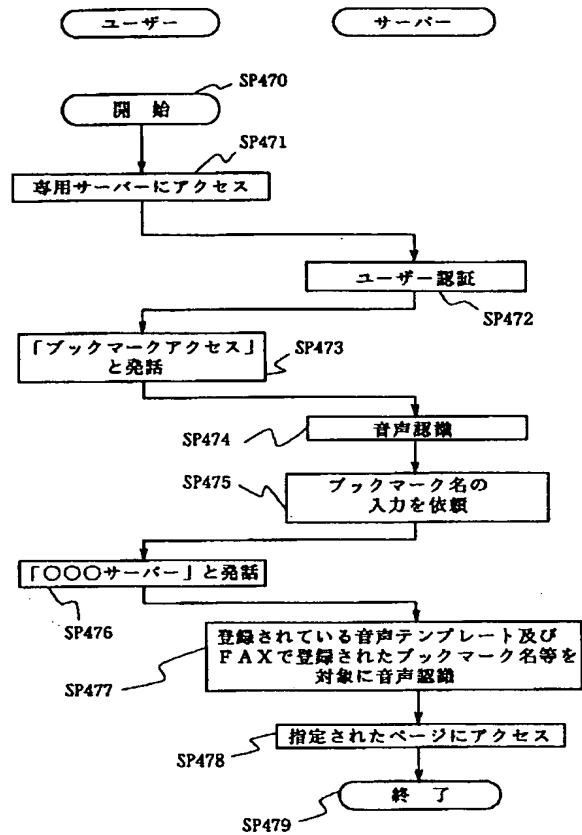 ユーザー
サーバー
SP470
開 始
SP471
専用サーバーにアクセス
ユーザー認証
SP472
「ブックマークアクセス」
と発話
SP473
SP474
音声認識
SP475
ブックマーク名の
入力を依頼
「〇〇〇サーバー」と発話
SP476
登録されている音声テンプレート及び
FAXで登録されたブックマーク名等を
対象に音声認識
SP477
指定されたページにアクセス
SP478
終 了
SP479